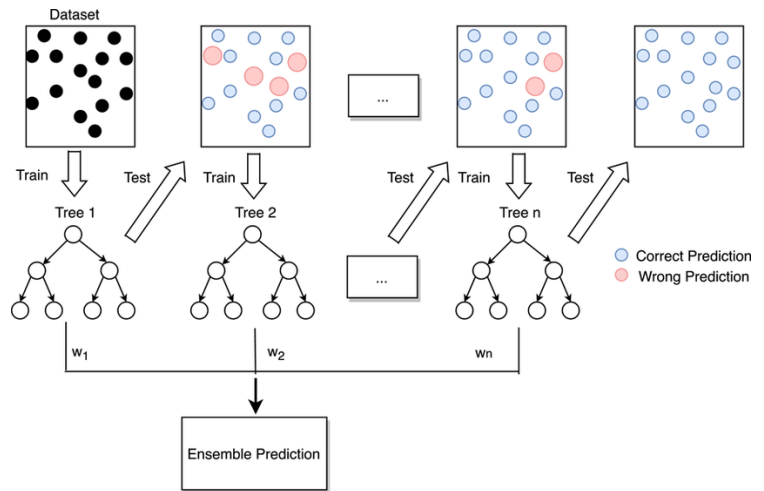 Dataset
...
Train
Test
Train
Test
Train
Test
Tree 1
Tree 2
Tree n
Correct Prediction
Wrong Prediction
...
w1
w2
wn
Ensemble Prediction